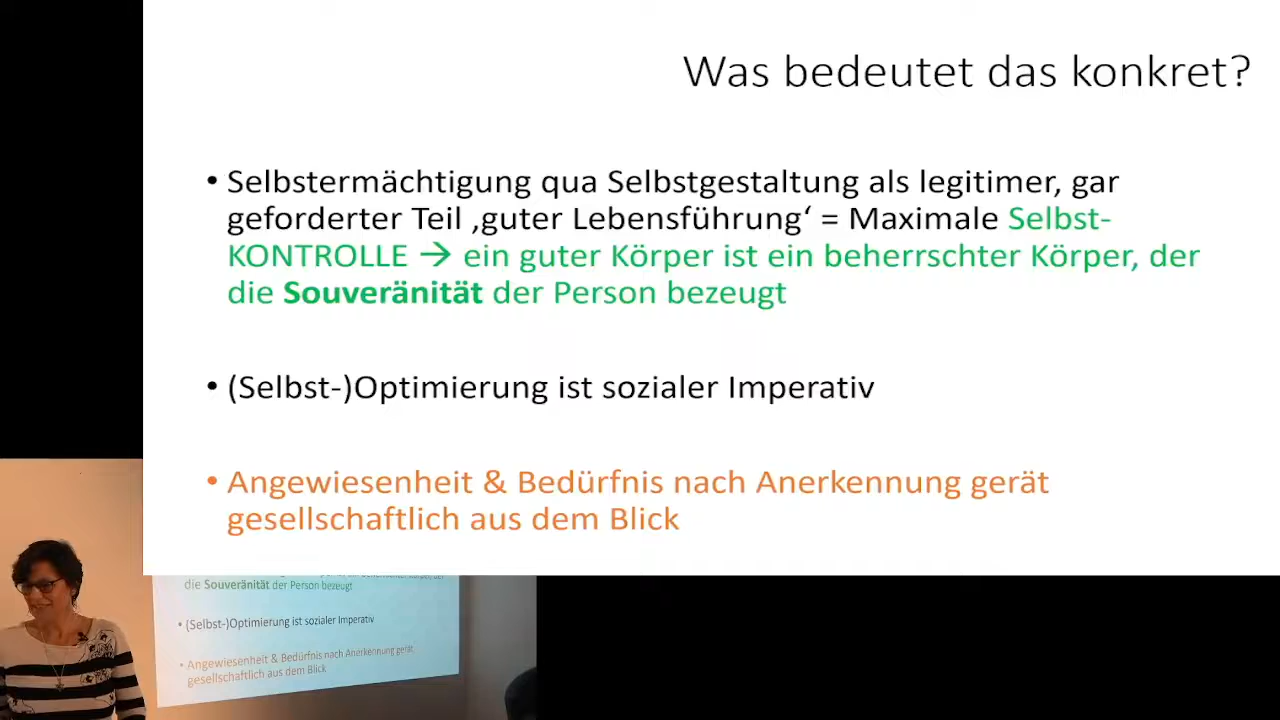 Was bedeutet das konkret?
• Selbstermächtigung qua Selbstgestaltung als legitimer, gar
geforderter Teil ‚guter Lebensführung‘ = Maximale Selbst-
KONTROLLE → ein guter Körper ist ein beherrschter Körper, der
die Souveränität der Person bezeugt
• (Selbst-)Optimierung ist sozialer Imperativ
• Angewiesenheit & Bedürfnis nach Anerkennung gerät
gesellschaftlich aus dem Blick
die Souveränität der Person bezeugt
• (Selbst-)Optimierung ist sozialer Imperativ
• Angewiesenheit & Bedürfnis nach Anerkennung gerät
gesellschaftlich aus dem Blick